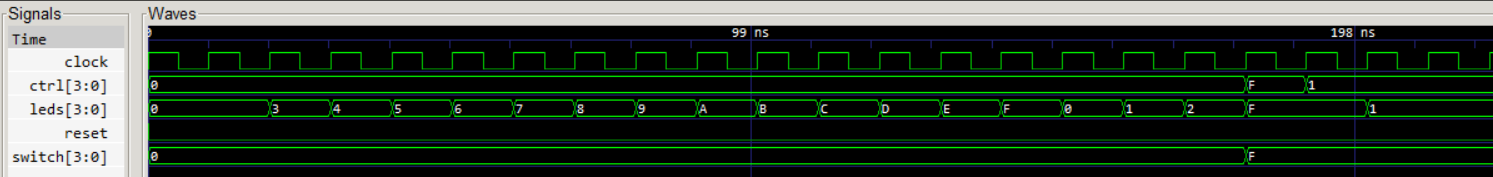 Signals Waves
Time 0 99 ns 198 ns
clock
ctrl[3:0] 0 F 1
leds[3:0] 0 3 4 5 6 7 8 9 A B C D E F 0 1 2 F 1
reset
switch[3:0] 0 F